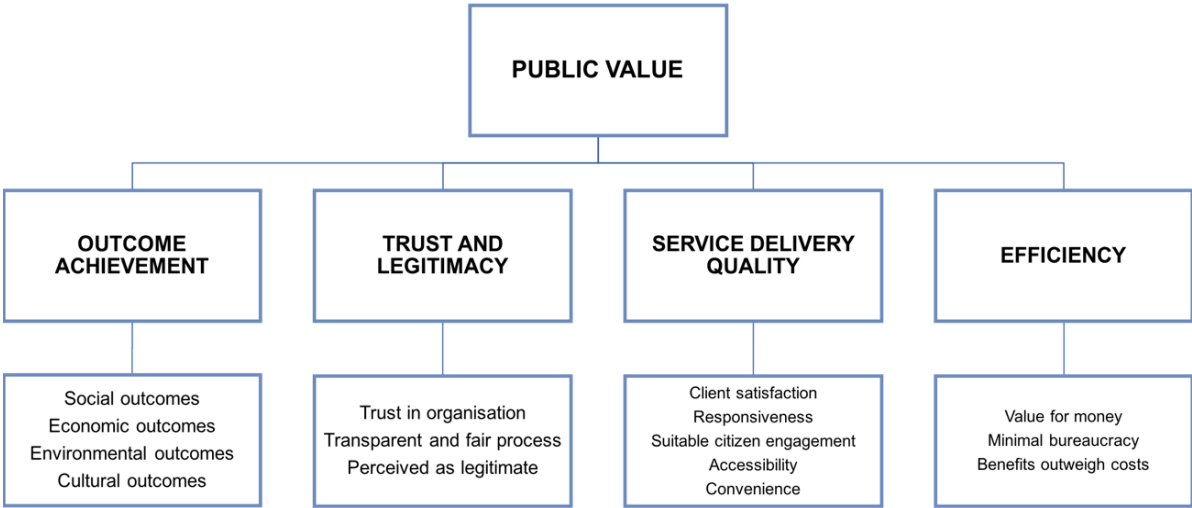 PUBLIC VALUE
OUTCOME
ACHIEVEMENT
TRUST AND
LEGITIMACY
SERVICE DELIVERY
QUALITY
EFFICIENCY
Social outcomes
Economic outcomes
Environmental outcomes
Cultural outcomes
Trust in organisation
Transparent and fair process
Perceived as legitimate
Client satisfaction
Responsiveness
Suitable citizen engagement
Accessibility
Convenience
Value for money
Minimal bureaucracy
Benefits outweigh costs